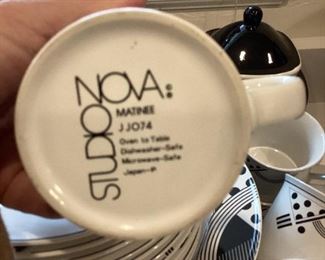 STUDIO
NOVA:
MATINEE
JJ074
Oven to Table
Dishwasher-Safe
Microwave-Safe
Japan-P